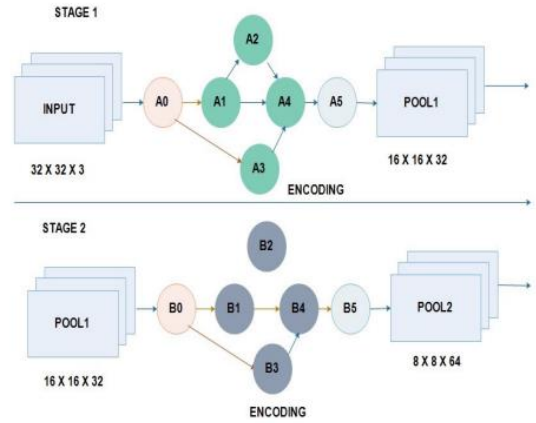 STAGE 1
A2
INPUT
A0
A1
A4
A5
POOL1
A3
32 X 32 X 3
16 X 16 X 32
ENCODING
STAGE 2
B2
POOL1
B0
B1
B4
B5
POOL2
B3
16 X 16 X 32
8 X 8 X 64
ENCODING